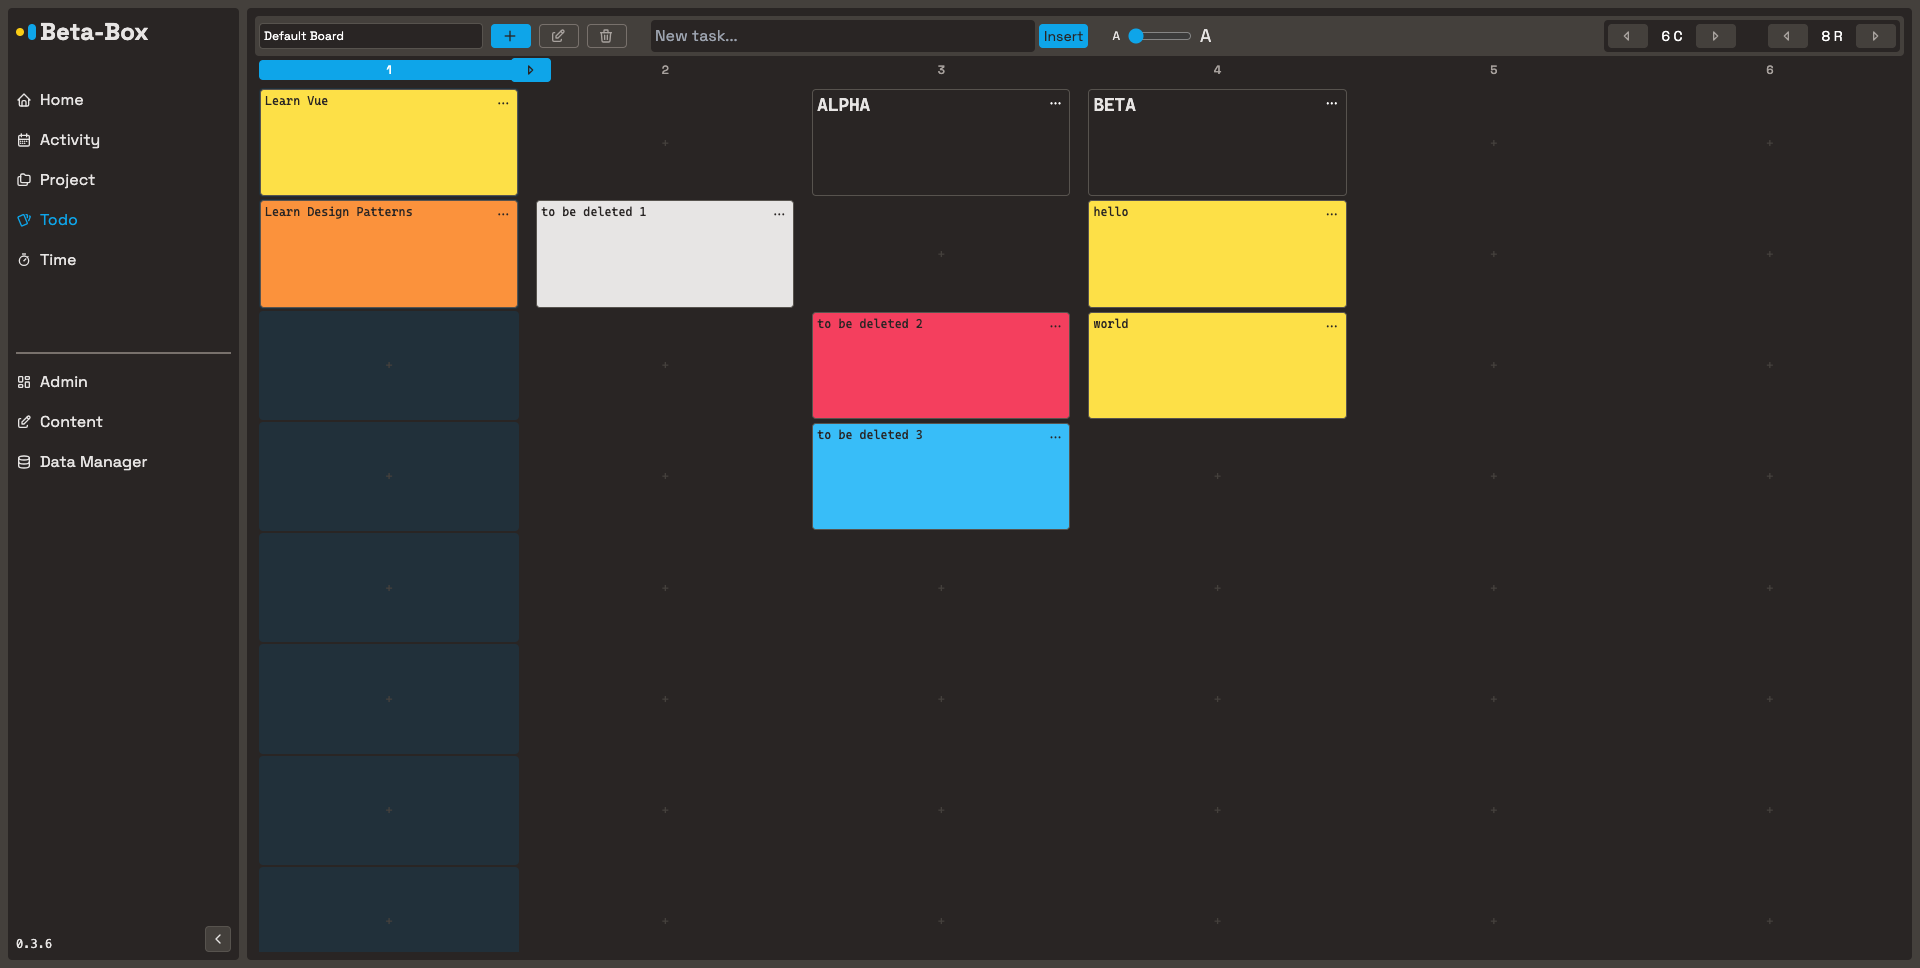 Beta-Box
Home
Activity
Project
Todo
Time
Admin
Content
Data Manager
0.3.6
Default Board
New task...
Insert
A
A
6 C
8 R
1
2
3
4
5
6
Learn Vue
ALPHA
BETA
Learn Design Patterns
to be deleted 1
hello
to be deleted 2
world
to be deleted 3